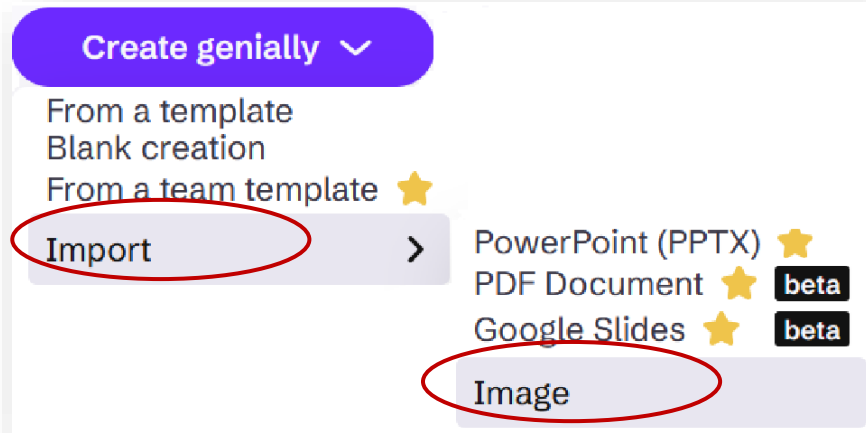 Create genially
From a template
Blank creation
From a team template
Import
PowerPoint (PPTX)
PDF Document beta
Google Slides beta
Image